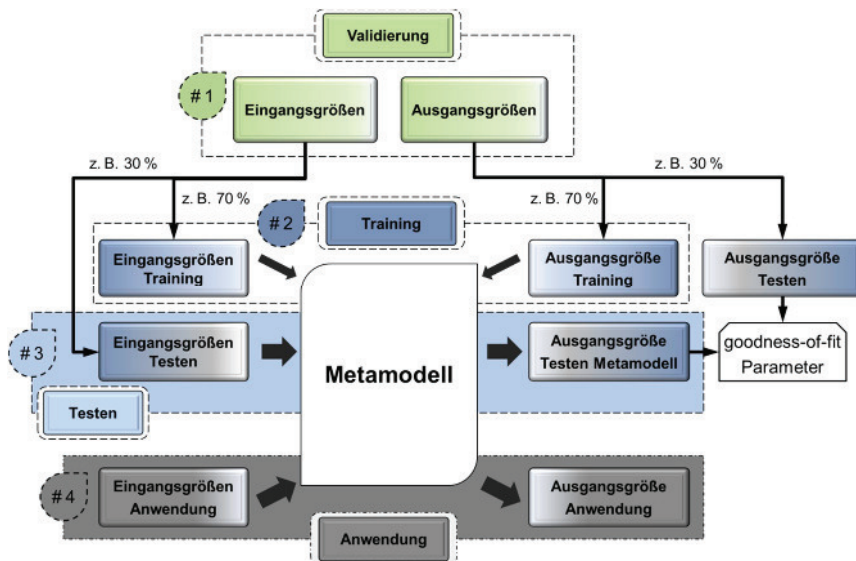 Validierung
# 1
Eingangsgrößen
Ausgangsgrößen
z. B. 30 %
z. B. 30 %
z. B. 70 %
# 2
Training
z. B. 70 %
Eingangsgrößen
Training
Ausgangsgröße
Training
Ausgangsgröße
Testen
# 3
Eingangsgrößen
Testen
Metamodell
Ausgangsgröße
Testen Metamodell
goodness-of-fit
Parameter
Testen
# 4
Eingangsgrößen
Anwendung
Ausgangsgröße
Anwendung
Anwendung